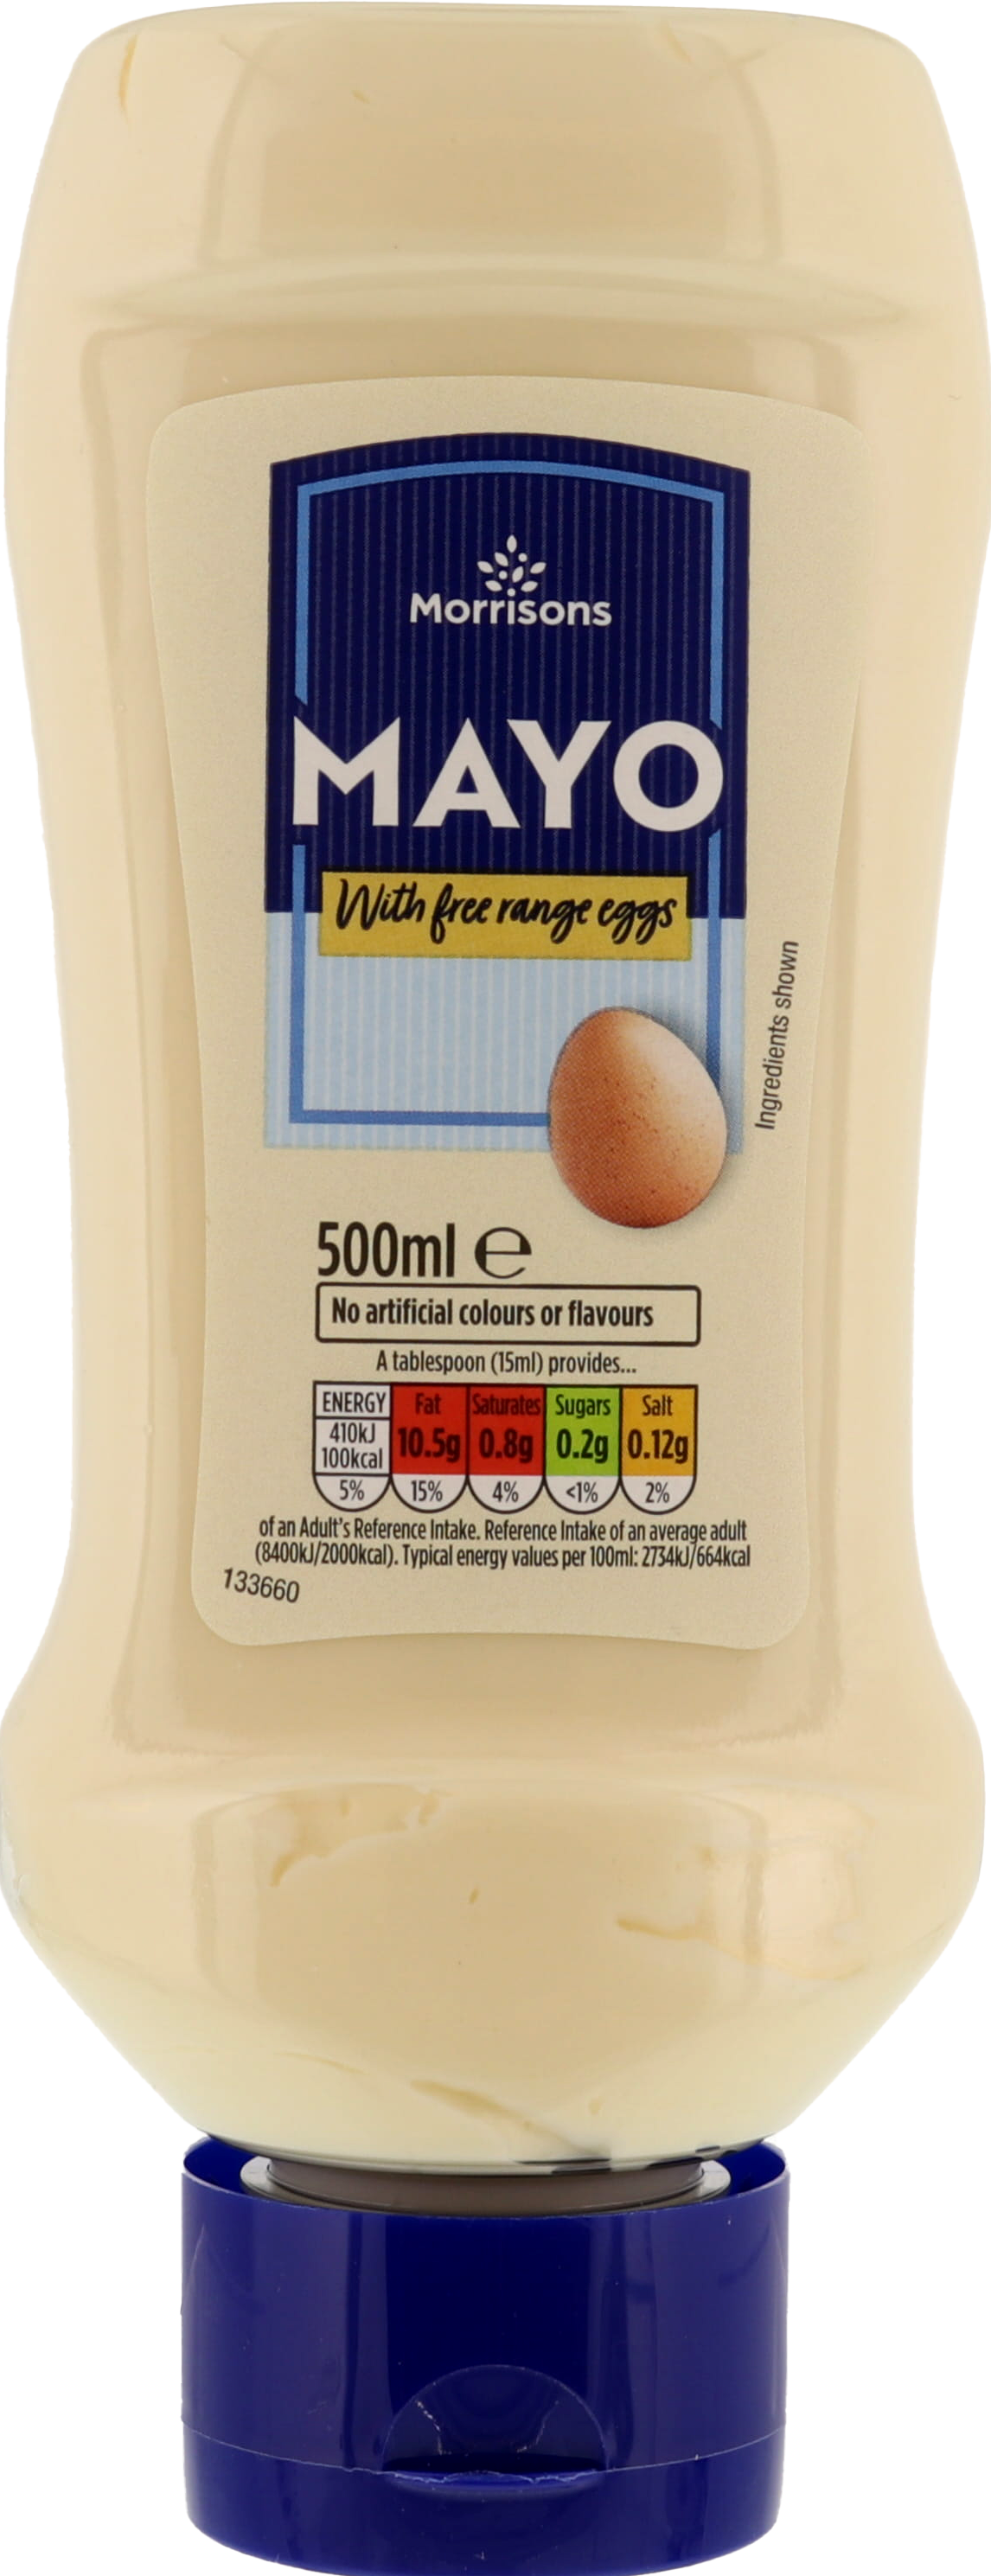 Morrisons
MAYO
With free range eggs
Ingredients shown
500ml ℮
No artificial colours or flavours
A tablespoon (15ml) provides...
ENERGY Fat Saturates Sugars Salt
410kJ
100kcal 10.5g 0.8g 0.2g 0.12g
5% 15% 4% <1% 2%
of an Adult's Reference Intake. Reference Intake of an average adult
(8400kJ/2000kcal). Typical energy values per 100ml: 2734kJ/664kcal
133660